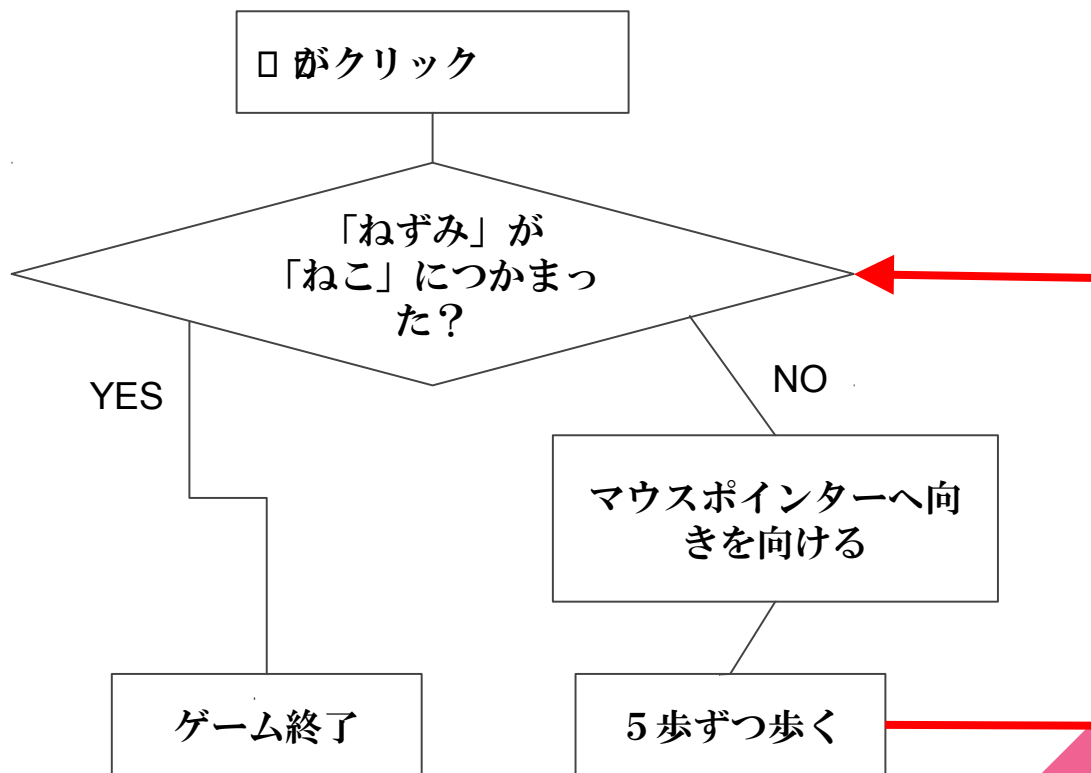 がクリック
「ねずみ」が
「ねこ」につかまっ
た？
YES
NO
マウスポインターへ向
きを向ける
ゲーム終了
５歩ずつ歩く